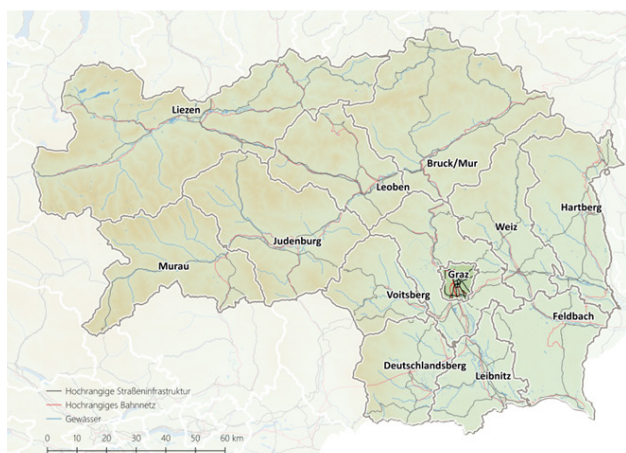 Liezen
Bruck/Mur
Leoben
Hartberg
Weiz
Judenburg
Murau
Graz
Voitsberg
Feldbach
Deutschlandsberg
Leibnitz
Hochrangige Straßeninfrastruktur
Hochrangiges Bahnnetz
Gewässer
0 10 20 30 40 60 km